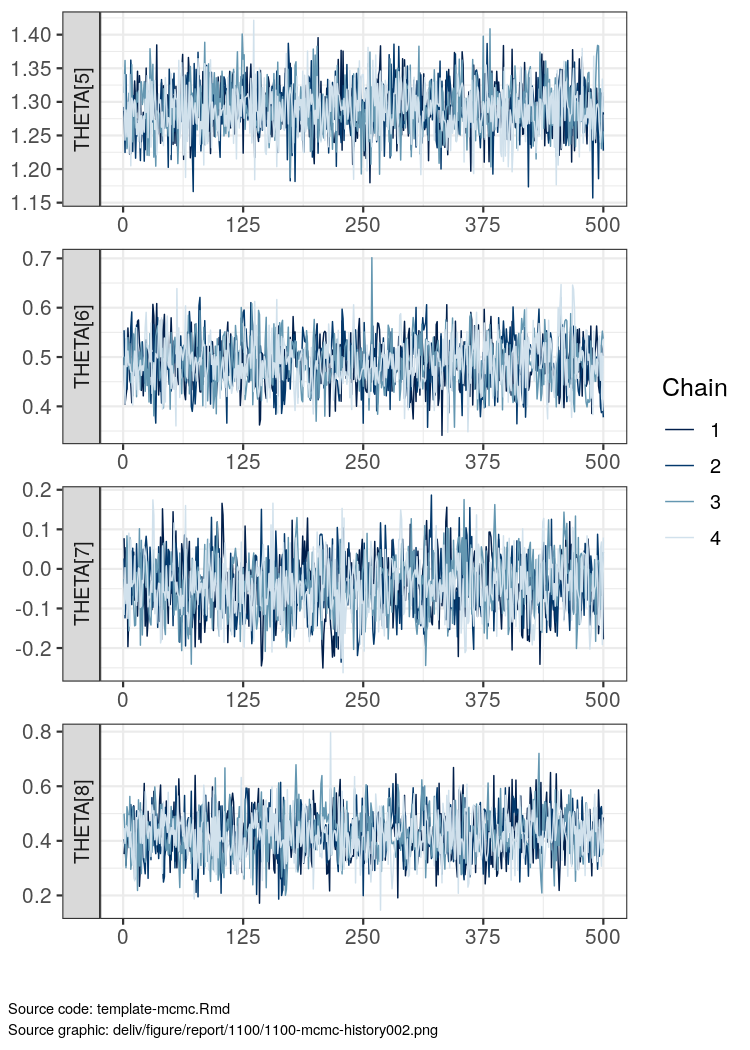 1.40
1.35
1.30
1.25
1.20
1.15
THETA[5]
0 125 250 375 500
0.7
0.6
0.5
0.4
THETA[6]
0 125 250 375 500
Chain
1
2
3
4
0.2
0.1
0.0
-0.1
-0.2
THETA[7]
0 125 250 375 500
0.8
0.6
0.4
0.2
THETA[8]
0 125 250 375 500
Source code: template-mcmc.Rmd
Source graphic: deliv/figure/report/1100/1100-mcmc-history002.png